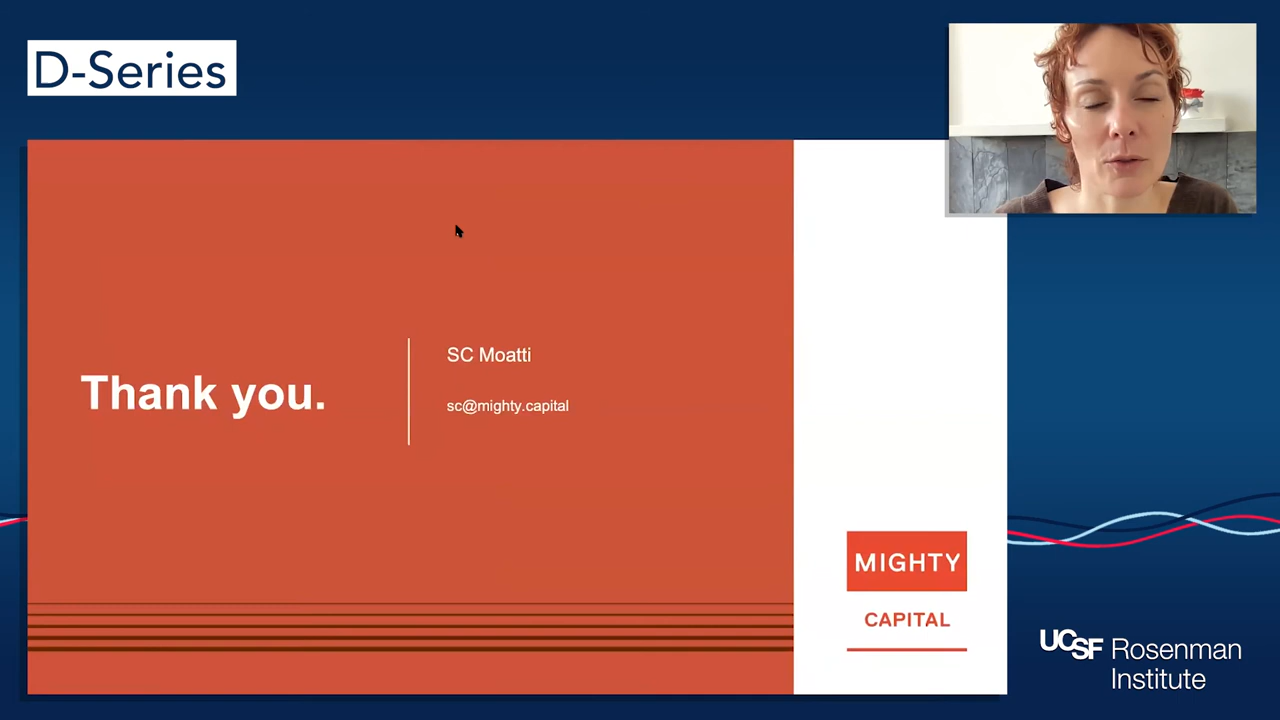 D-Series
Thank you.
SC Moatti
sc@mighty.capital
MIGHTY
CAPITAL
UCSF Rosenman
Institute